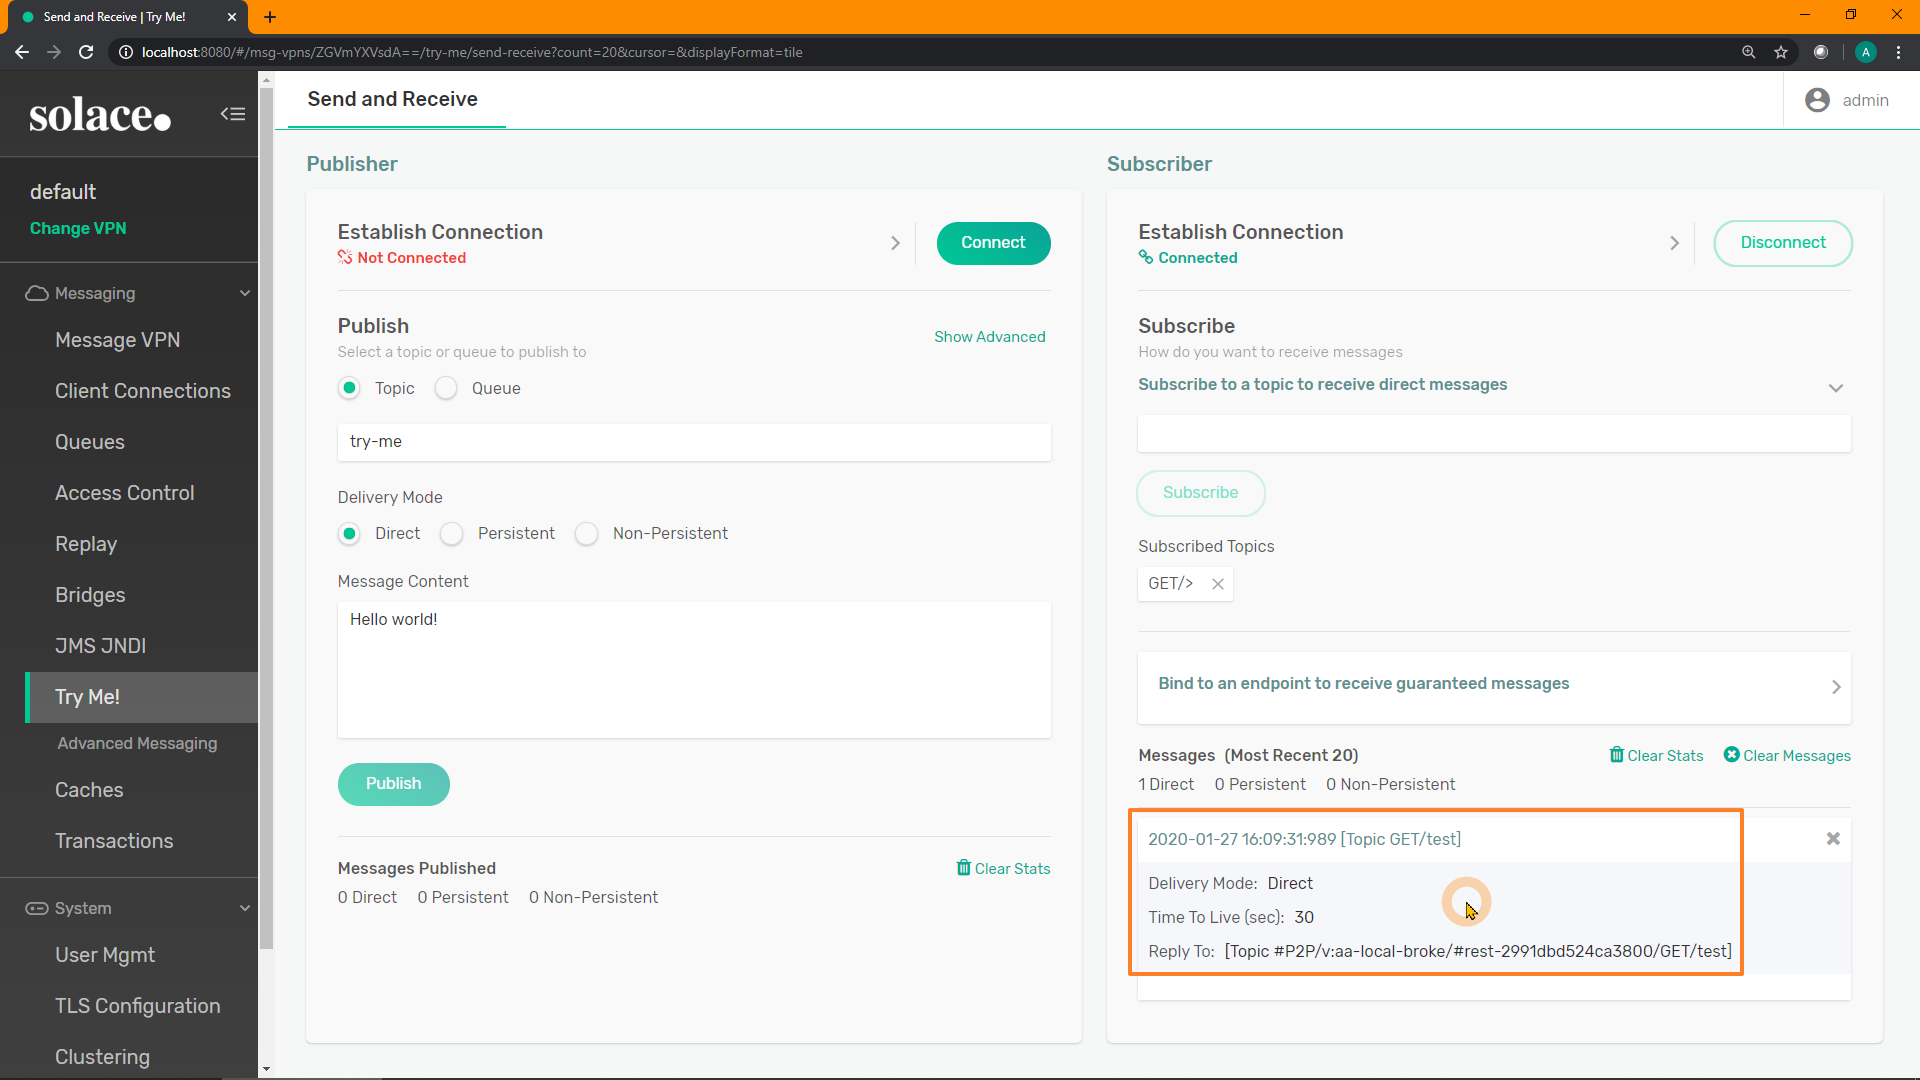 Send and Receive | Try Me!
localhost:8080/#/msg-vpns/ZGVmYXVsdA==/try-me/send-receive?count=20&cursor=&displayFormat=tile
A
solace.
Send and Receive
admin
default
Change VPN
Messaging
Message VPN
Client Connections
Queues
Access Control
Replay
Bridges
JMS JNDI
Try Me!
Advanced Messaging
Caches
Transactions
System
User Mgmt
TLS Configuration
Clustering
Publisher
Establish Connection
Not Connected
Connect
Publish
Show Advanced
Select a topic or queue to publish to
Topic Queue
try-me
Delivery Mode
Direct Persistent Non-Persistent
Message Content
Hello world!
Publish
Messages Published
Clear Stats
0 Direct 0 Persistent 0 Non-Persistent
Subscriber
Establish Connection
Connected
Disconnect
Subscribe
How do you want to receive messages
Subscribe to a topic to receive direct messages
Subscribe
Subscribed Topics
GET/>
Bind to an endpoint to receive guaranteed messages
Messages (Most Recent 20)
Clear Stats Clear Messages
1 Direct 0 Persistent 0 Non-Persistent
2020-01-27 16:09:31:989 [Topic GET/test]
Delivery Mode: Direct
Time To Live (sec): 30
Reply To: [Topic #P2P/v:aa-local-broke/#rest-2991dbd524ca3800/GET/test]